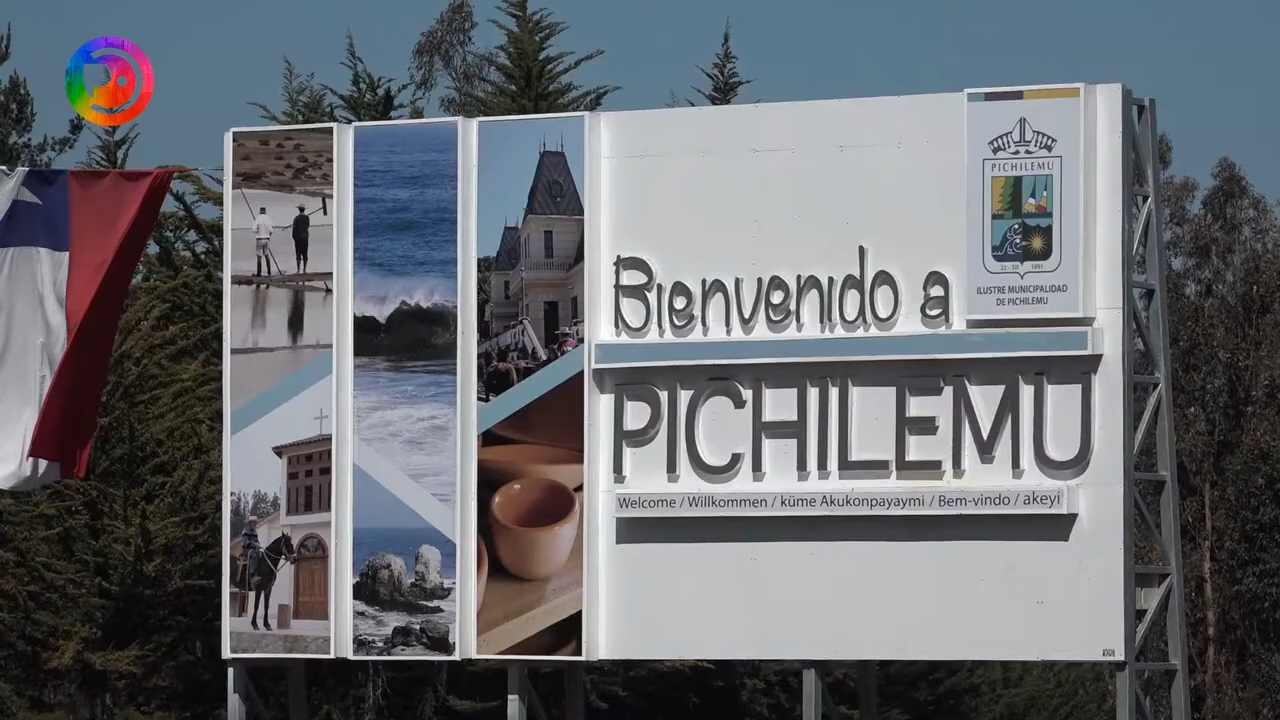 Bienvenido a
PICHILEMU
Welcome / Willkommen / küme Akukonpayaymi / Bem-vindo / akeyi
PICHILEMU
22 - XII 1891
ILUSTRE MUNICIPALIDAD
DE PICHILEMU